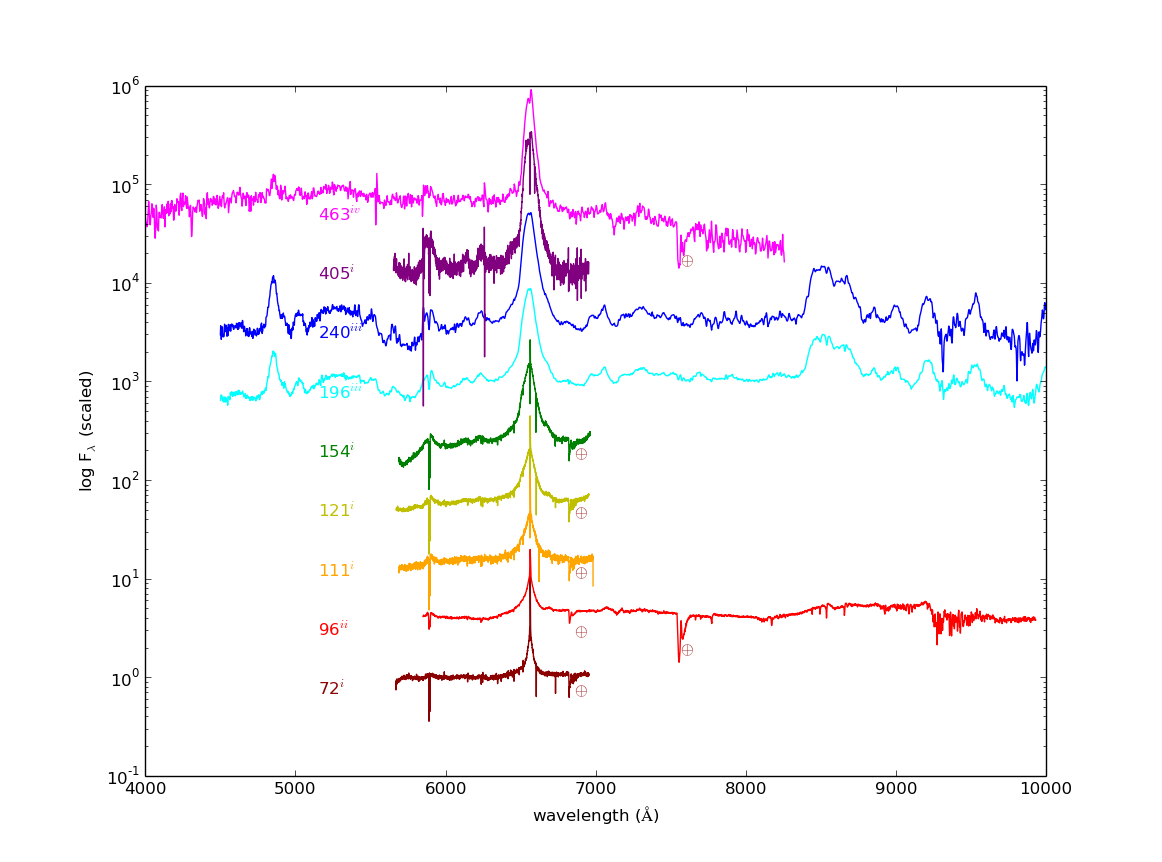 10^6
10^5
10^4
10^3
10^2
10^1
10^0
10^-1
log F_λ (scaled)
463^iv
405^i
240^iii
196^iii
154^i
121^i
111^i
96^ii
72^i
4000 5000 6000 7000 8000 9000 10000
wavelength (Å)